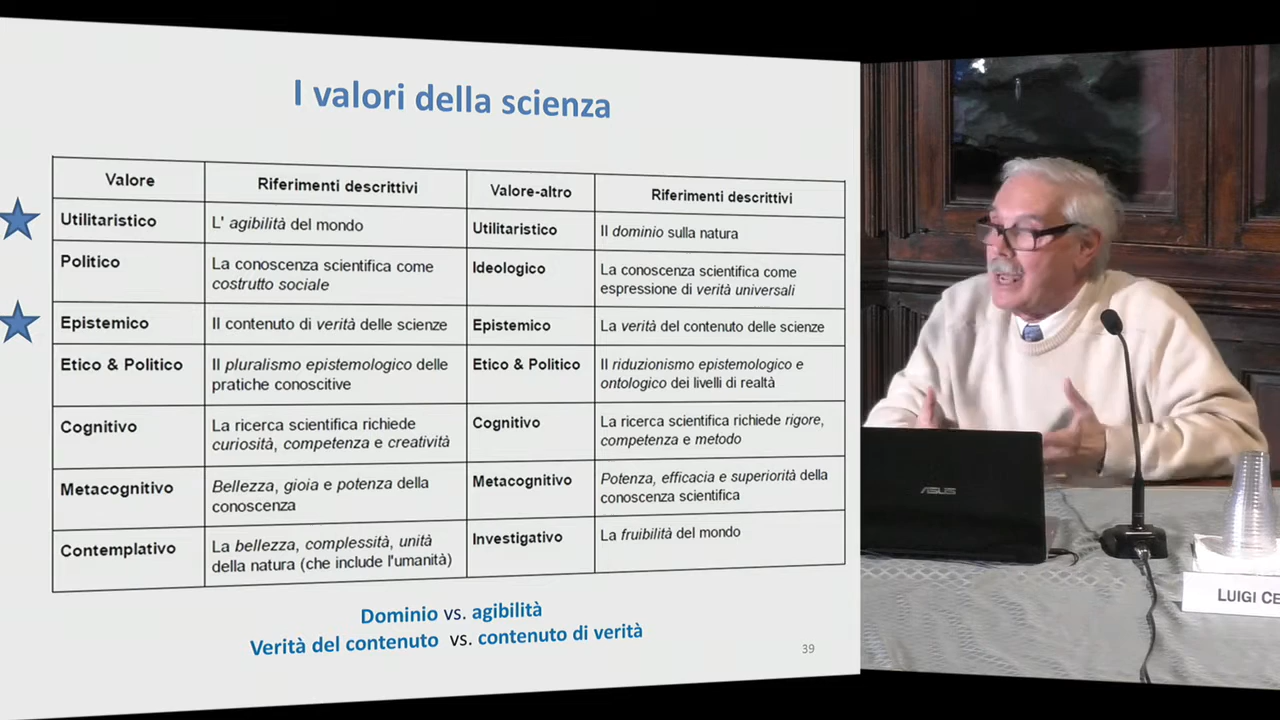 I valori della scienza
Valore
Riferimenti descrittivi
Valore-altro
Riferimenti descrittivi
Utilitaristico
L' agibilità del mondo
Utilitaristico
Il dominio sulla natura
Politico
La conoscenza scientifica come
costrutto sociale
Ideologico
La conoscenza scientifica come
espressione di verità universali
Epistemico
Il contenuto di verità delle scienze
Epistemico
La verità del contenuto delle scienze
Etico & Politico
Il pluralismo epistemologico delle
pratiche conoscitive
Etico & Politico
Il riduzionismo epistemologico e
ontologico dei livelli di realtà
Cognitivo
La ricerca scientifica richiede
curiosità, competenza e creatività
Cognitivo
La ricerca scientifica richiede rigore,
competenza e metodo
Metacognitivo
Bellezza, gioia e potenza della
conoscenza
Metacognitivo
Potenza, efficacia e superiorità della
conoscenza scientifica
Contemplativo
La bellezza, complessità, unità
della natura (che include l'umanità)
Investigativo
La fruibilità del mondo
Dominio vs. agibilità
Verità del contenuto vs. contenuto di verità
39
ASUS
LUIGI CE